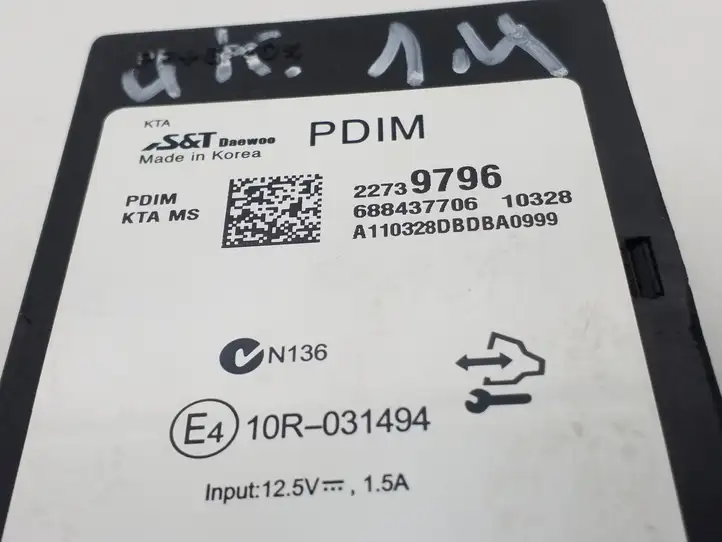 4K. 1.4
KTA
S&T Daewoo PDIM
Made in Korea
PDIM
KTA MS
22739796
688437706 10328
A110328DBDBA0999
N136
E4 10R-031494
Input:12.5V⎓, 1.5A